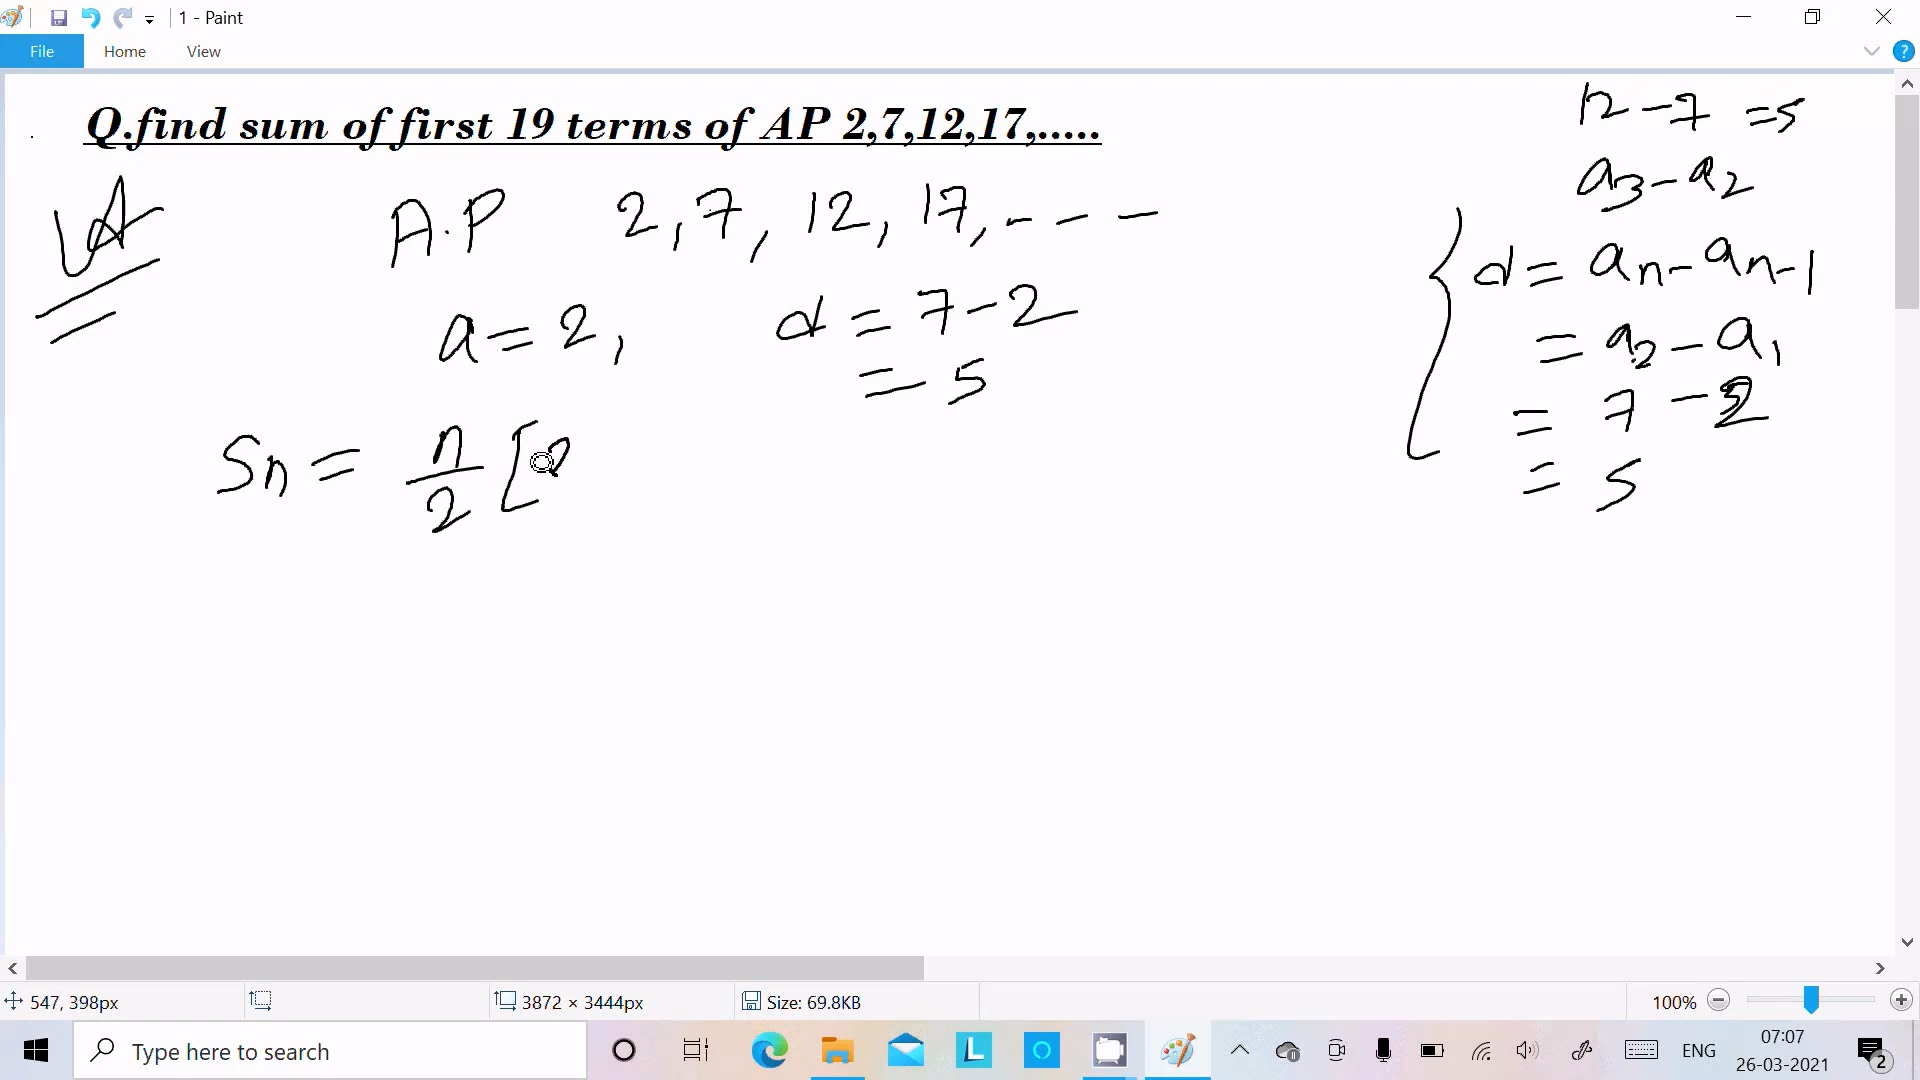 1 - Paint
File Home View
Q.find sum of first 19 terms of AP 2,7,12,17,.....
A.P 2, 7, 12, 17, - - -
a = 2, d = 7 - 2
= 5
Sn = n/2 [2
12 - 7 = 5
a3 - a2
d = an - an-1
= a2 - a1
= 7 - 2
= 5
547, 398px 3872 × 3444px Size: 69.8KB 100%
Type here to search L ENG 07:07
26-03-2021 2